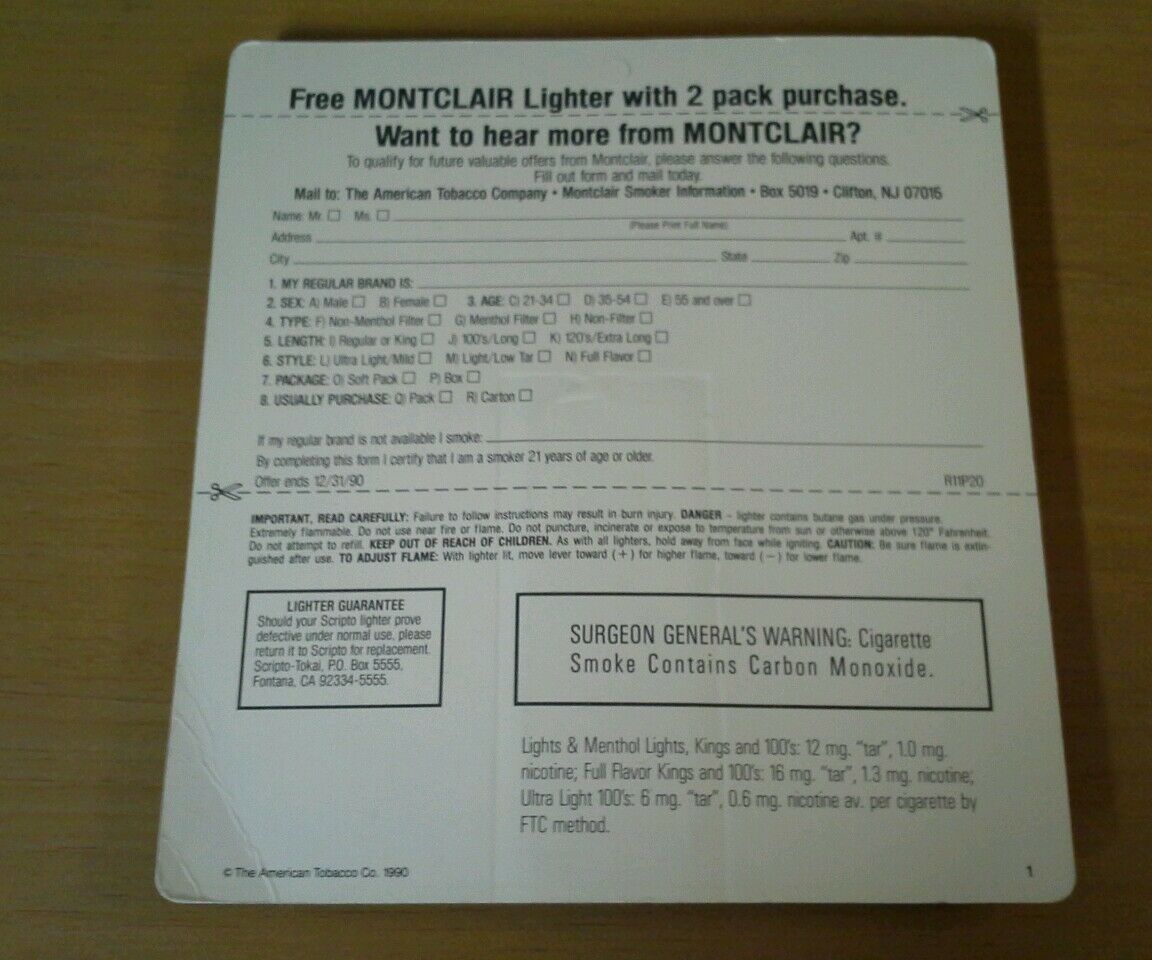 Free MONTCLAIR Lighter with 2 pack purchase.
Want to hear more from MONTCLAIR?
To qualify for future valuable offers from Montclair, please answer the following questions.
Fill out form and mail today.
Mail to: The American Tobacco Company • Montclair Smoker Information • Box 5019 • Clifton, NJ 07015
Name: Mr. ☐ Ms. ☐
(Please Print Full Name)
Address Apt. #
City State Zip
1. MY REGULAR BRAND IS:
2. SEX: A) Male ☐ B) Female ☐ 3. AGE: C) 21-34 ☐ D) 35-54 ☐ E) 55 and over ☐
4. TYPE: F) Non-Menthol Filter ☐ G) Menthol Filter ☐ H) Non-Filter ☐
5. LENGTH: I) Regular or King ☐ J) 100's/Long ☐ K) 120's/Extra Long ☐
6. STYLE: L) Ultra Light/Mild ☐ M) Light/Low Tar ☐ N) Full Flavor ☐
7. PACKAGE: O) Soft Pack ☐ P) Box ☐
8. USUALLY PURCHASE: Q) Pack ☐ R) Carton ☐
If my regular brand is not available I smoke:
By completing this form I certify that I am a smoker 21 years of age or older.
Offer ends 12/31/90 R11P20
IMPORTANT, READ CAREFULLY: Failure to follow instructions may result in burn injury. DANGER – lighter contains butane gas under pressure.
Extremely flammable. Do not use near fire or flame. Do not puncture, incinerate or expose to temperature from sun or otherwise above 120° Fahrenheit.
Do not attempt to refill. KEEP OUT OF REACH OF CHILDREN. As with all lighters, hold away from face while igniting. CAUTION: Be sure flame is extin-
guished after use. TO ADJUST FLAME: With lighter lit, move lever toward (+) for higher flame, toward (–) for lower flame.
LIGHTER GUARANTEE
Should your Scripto lighter prove
defective under normal use, please
return it to Scripto for replacement.
Scripto-Tokai, P.O. Box 5555,
Fontana, CA 92334-5555.
SURGEON GENERAL'S WARNING: Cigarette
Smoke Contains Carbon Monoxide.
Lights & Menthol Lights, Kings and 100's: 12 mg. "tar", 1.0 mg.
nicotine; Full Flavor Kings and 100's: 16 mg. "tar", 1.3 mg. nicotine;
Ultra Light 100's: 6 mg. "tar", 0.6 mg. nicotine av. per cigarette by
FTC method.
© The American Tobacco Co. 1990 1